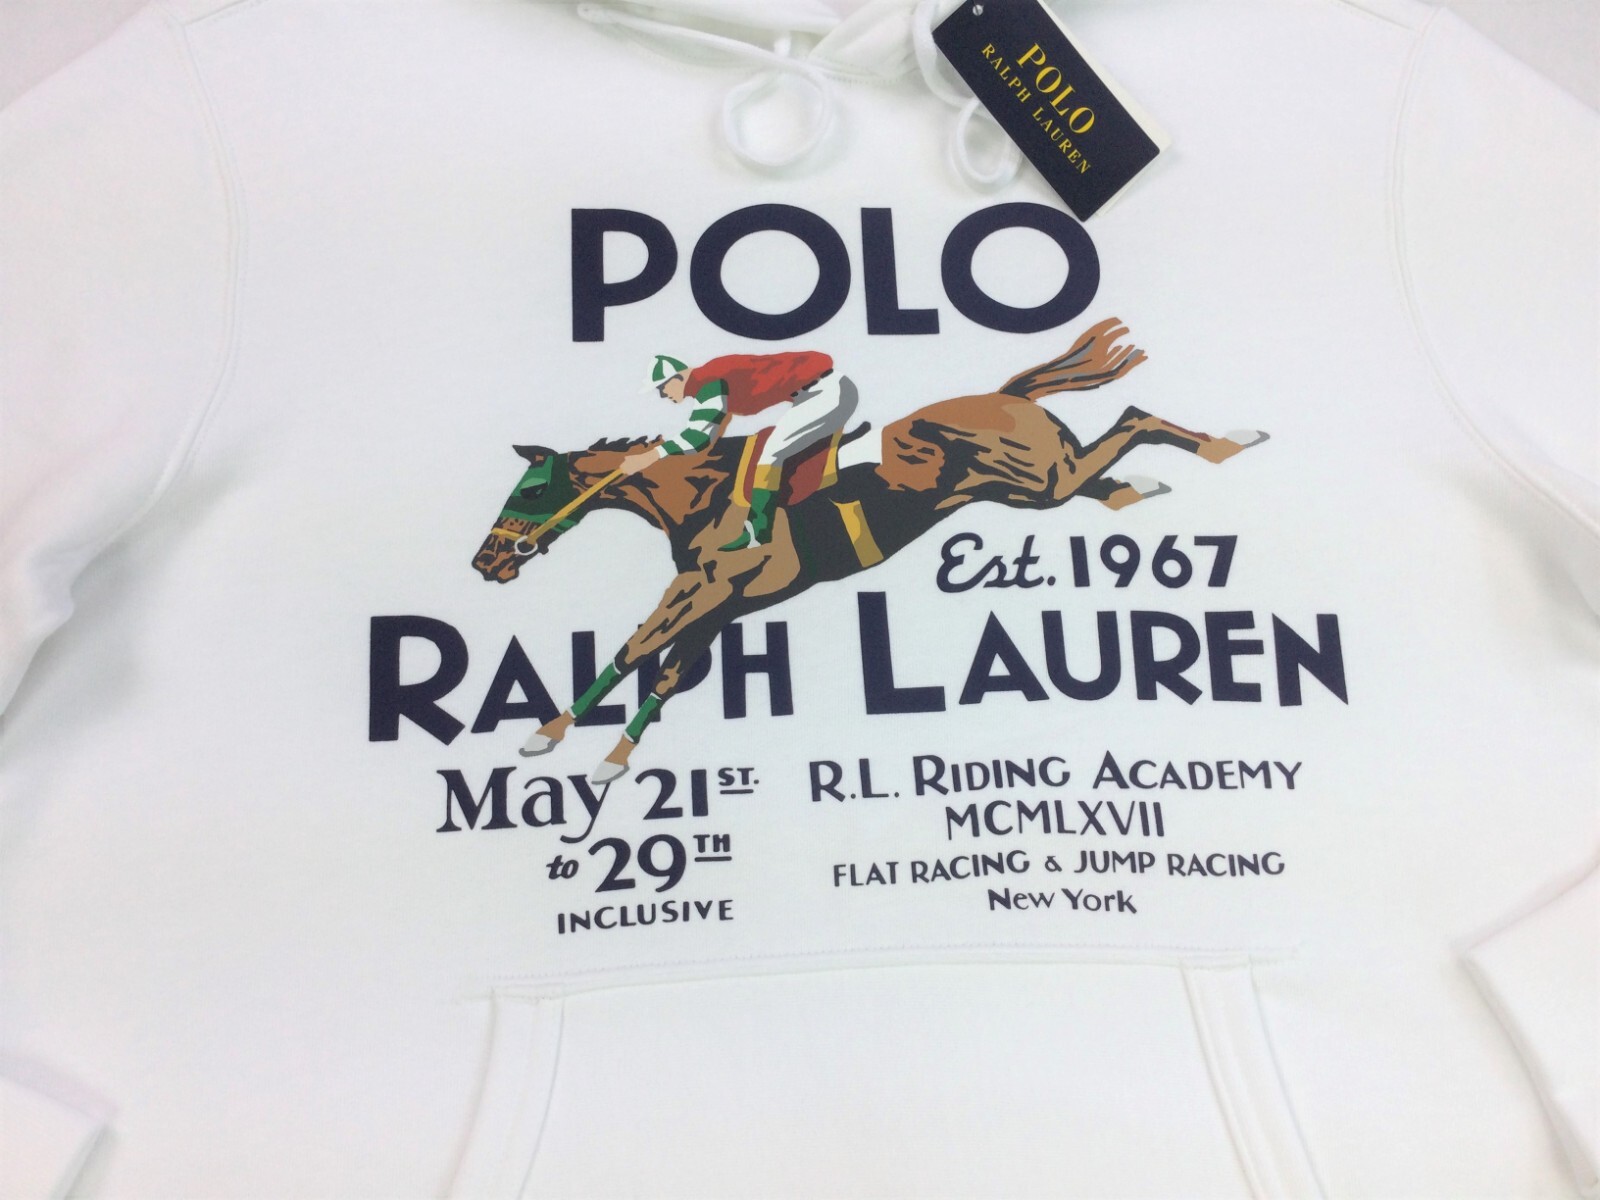 POLO
RALPH LAUREN
POLO
Est. 1967
RALPH LAUREN
May 21ST.
to 29TH
INCLUSIVE
R.L. RIDING ACADEMY
MCMLXVII
FLAT RACING & JUMP RACING
New York